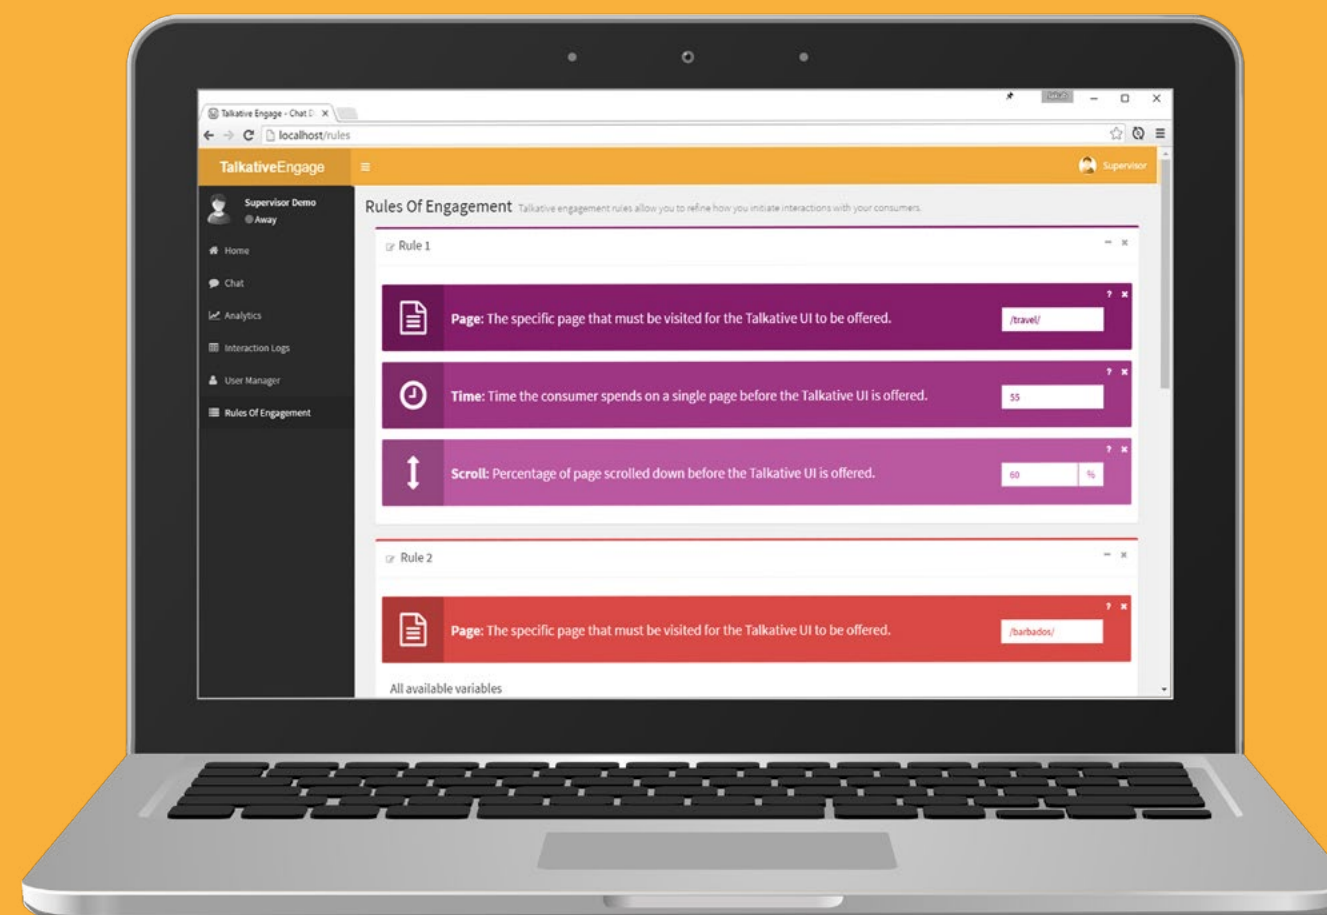 Talkative Engage - Chat D
localhost/rules
TalkativeEngage
Supervisor
Supervisor Demo
Away
Home
Chat
Analytics
Interaction Logs
User Manager
Rules Of Engagement
Rules Of Engagement Talkative engagement rules allow you to refine how you initiate interactions with your consumers.
Rule 1
Page: The specific page that must be visited for the Talkative UI to be offered.
/travel/
Time: Time the consumer spends on a single page before the Talkative UI is offered.
55
Scroll: Percentage of page scrolled down before the Talkative UI is offered.
60 %
Rule 2
Page: The specific page that must be visited for the Talkative UI to be offered.
/barbados/
All available variables